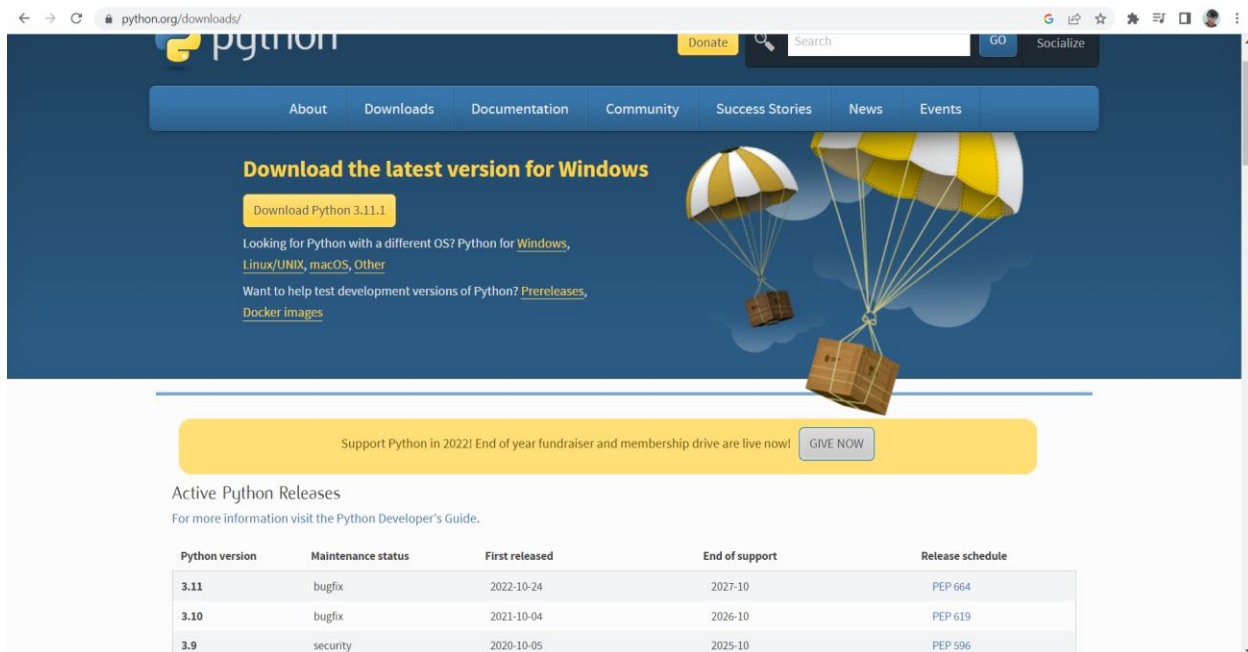 python.org/downloads/
python
Donate
Search
GO
Socialize
About Downloads Documentation Community Success Stories News Events
Download the latest version for Windows
Download Python 3.11.1
Looking for Python with a different OS? Python for Windows,
Linux/UNIX, macOS, Other
Want to help test development versions of Python? Prereleases,
Docker images
Support Python in 2022! End of year fundraiser and membership drive are live now! GIVE NOW
Active Python Releases
For more information visit the Python Developer's Guide.
Python version Maintenance status First released End of support Release schedule
3.11 bugfix 2022-10-24 2027-10 PEP 664
3.10 bugfix 2021-10-04 2026-10 PEP 619
3.9 security 2020-10-05 2025-10 PEP 596